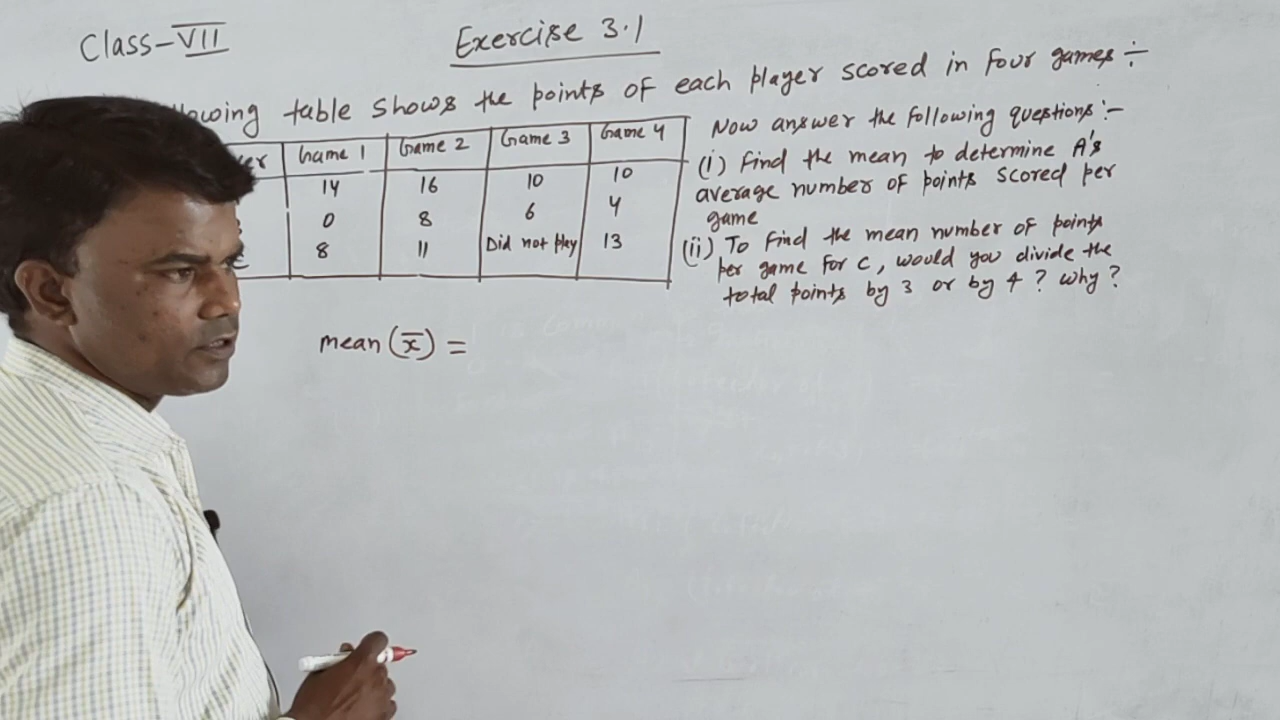 Class-VII
Exercise 3.1
table shows the points of each player scored in four games ÷
Game 1 Game 2 Game 3 Game 4
14 16 10 10
0 8 6 4
8 11 Did not play 13
Now answer the following questions :-
(i) Find the mean to determine A's
average number of points scored per
game
(ii) To find the mean number of points
per game for C, would you divide the
total points by 3 or by 4 ? why ?
mean (x̄) =